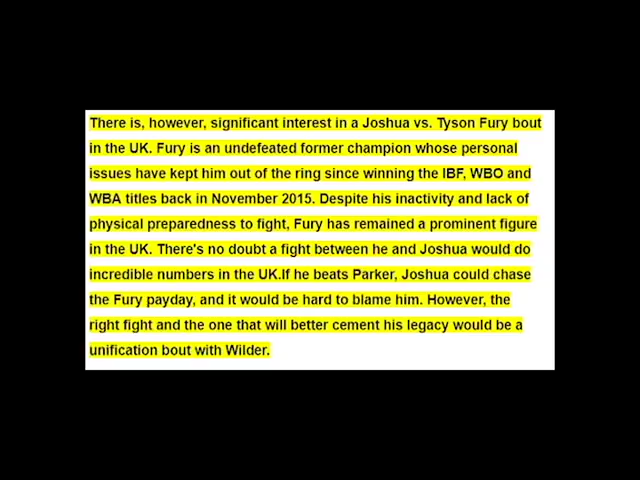 There is, however, significant interest in a Joshua vs. Tyson Fury bout
in the UK. Fury is an undefeated former champion whose personal
issues have kept him out of the ring since winning the IBF, WBO and
WBA titles back in November 2015. Despite his inactivity and lack of
physical preparedness to fight, Fury has remained a prominent figure
in the UK. There's no doubt a fight between he and Joshua would do
incredible numbers in the UK.If he beats Parker, Joshua could chase
the Fury payday, and it would be hard to blame him. However, the
right fight and the one that will better cement his legacy would be a
unification bout with Wilder.